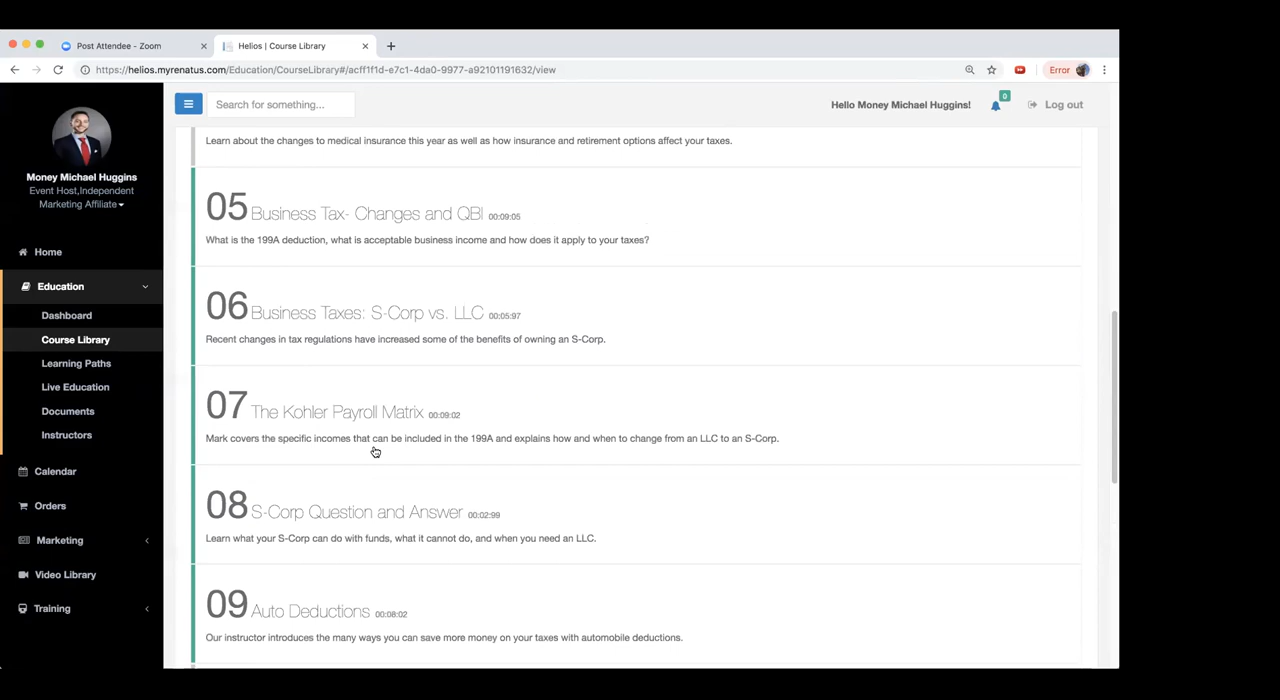 Post Attendee - Zoom
Helios | Course Library
https://helios.myrenatus.com/Education/CourseLibrary#/acff1f1d-e7c1-4da0-9977-a92101191632/view
Error
Search for something...
Hello Money Michael Huggins!
0
Log out
Money Michael Huggins
Event Host,Independent
Marketing Affiliate
Home
Education
Dashboard
Course Library
Learning Paths
Live Education
Documents
Instructors
Calendar
Orders
Marketing
Video Library
Training
Learn about the changes to medical insurance this year as well as how insurance and retirement options affect your taxes.
05 Business Tax- Changes and QBI 00:09:05
What is the 199A deduction, what is acceptable business income and how does it apply to your taxes?
06 Business Taxes: S-Corp vs. LLC 00:05:97
Recent changes in tax regulations have increased some of the benefits of owning an S-Corp.
07 The Kohler Payroll Matrix 00:09:02
Mark covers the specific incomes that can be included in the 199A and explains how and when to change from an LLC to an S-Corp.
08 S-Corp Question and Answer 00:02:99
Learn what your S-Corp can do with funds, what it cannot do, and when you need an LLC.
09 Auto Deductions 00:08:02
Our instructor introduces the many ways you can save more money on your taxes with automobile deductions.